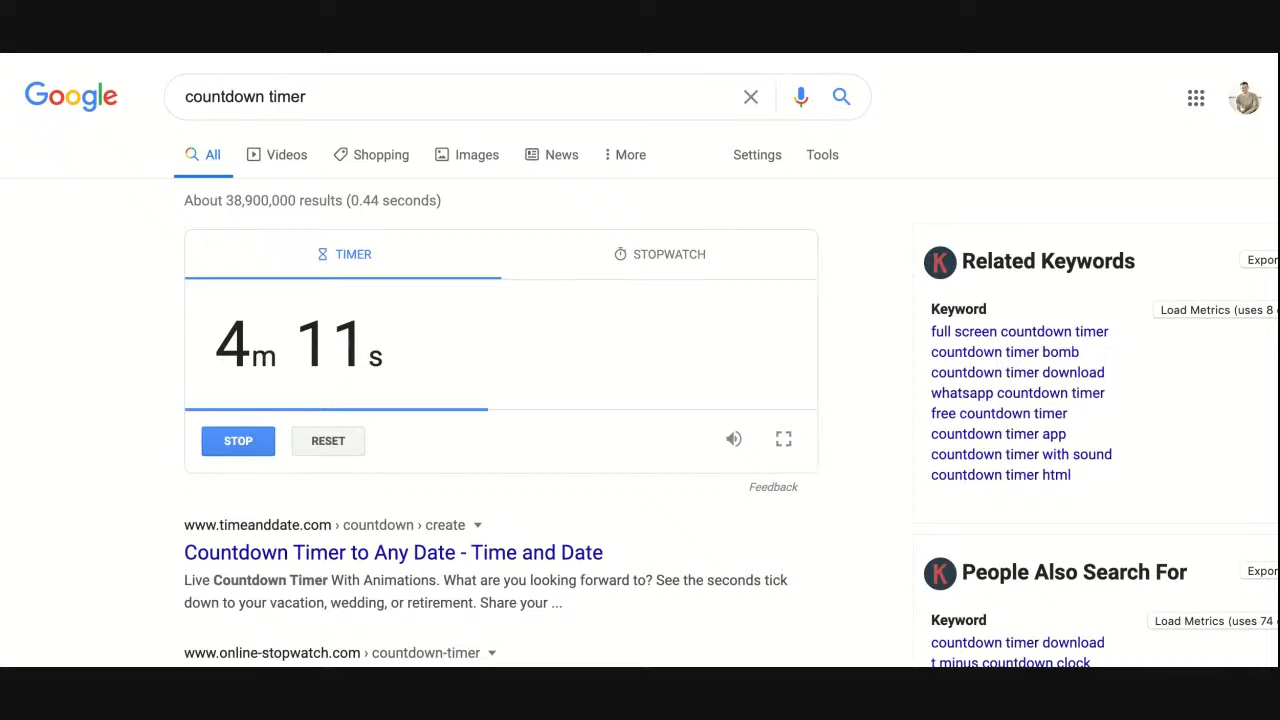 Google
countdown timer
All Videos Shopping Images News More Settings Tools
About 38,900,000 results (0.44 seconds)
TIMER STOPWATCH
4m 11s
STOP RESET
Feedback
www.timeanddate.com › countdown › create
Countdown Timer to Any Date - Time and Date
Live Countdown Timer With Animations. What are you looking forward to? See the seconds tick
down to your vacation, wedding, or retirement. Share your ...
www.online-stopwatch.com › countdown-timer
K Related Keywords Expor
Keyword Load Metrics (uses 8
full screen countdown timer
countdown timer bomb
countdown timer download
whatsapp countdown timer
free countdown timer
countdown timer app
countdown timer with sound
countdown timer html
K People Also Search For Expor
Keyword Load Metrics (uses 74
countdown timer download
t minus countdown clock